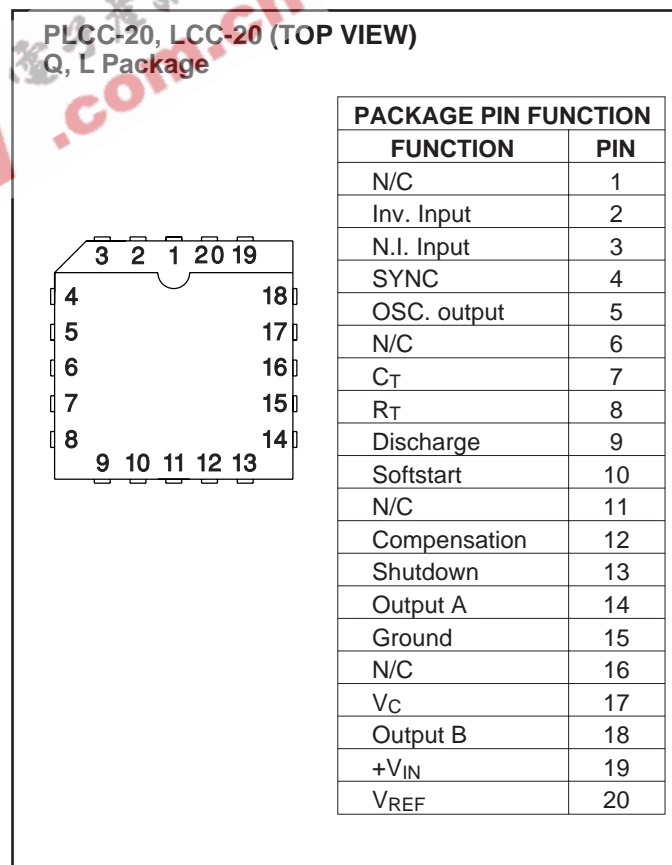 PLCC-20, LCC-20 (TOP VIEW)
Q, L Package
.com.cn
PACKAGE PIN FUNCTION
FUNCTION PIN
N/C 1
Inv. Input 2
N.I. Input 3
SYNC 4
OSC. output 5
N/C 6
CT 7
RT 8
Discharge 9
Softstart 10
N/C 11
Compensation 12
Shutdown 13
Output A 14
Ground 15
N/C 16
VC 17
Output B 18
+VIN 19
VREF 20
3 2 1 20 19
4 18
5 17
6 16
7 15
8 14
9 10 11 12 13